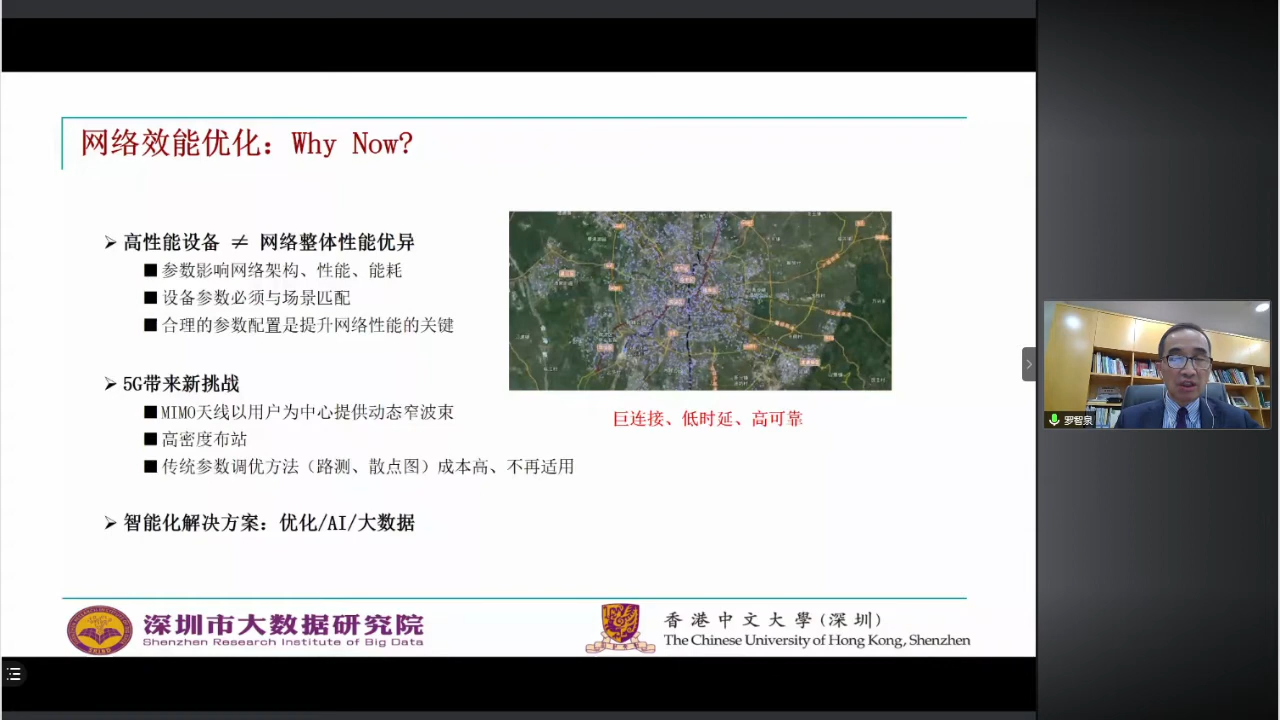 网络效能优化：Why Now?
➢ 高性能设备 ≠ 网络整体性能优异
■ 参数影响网络架构、性能、能耗
■ 设备参数必须与场景匹配
■ 合理的参数配置是提升网络性能的关键
➢ 5G带来新挑战
■ MIMO天线以用户为中心提供动态窄波束
■ 高密度布站
■ 传统参数调优方法（路测、散点图）成本高、不再适用
➢ 智能化解决方案：优化/AI/大数据
巨连接、低时延、高可靠
深圳市大数据研究院
Shenzhen Research Institute of Big Data
香港中文大學(深圳)
The Chinese University of Hong Kong, Shenzhen
罗智泉